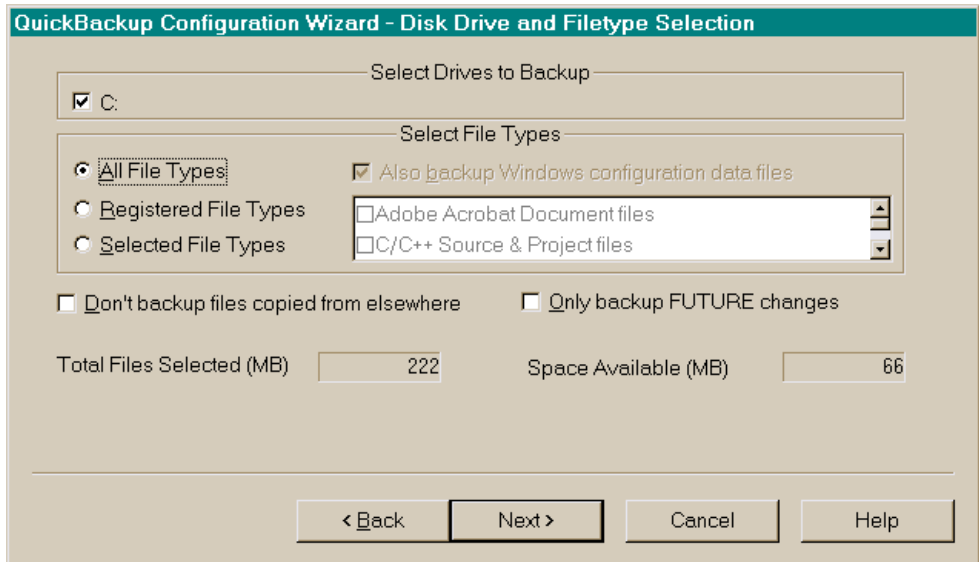 QuickBackup Configuration Wizard - Disk Drive and Filetype Selection
Select Drives to Backup
C:
Select File Types
All File Types
Also backup Windows configuration data files
Registered File Types
Adobe Acrobat Document files
Selected File Types
C/C++ Source & Project files
Don't backup files copied from elsewhere
Only backup FUTURE changes
Total Files Selected (MB) 222
Space Available (MB) 66
< Back
Next >
Cancel
Help